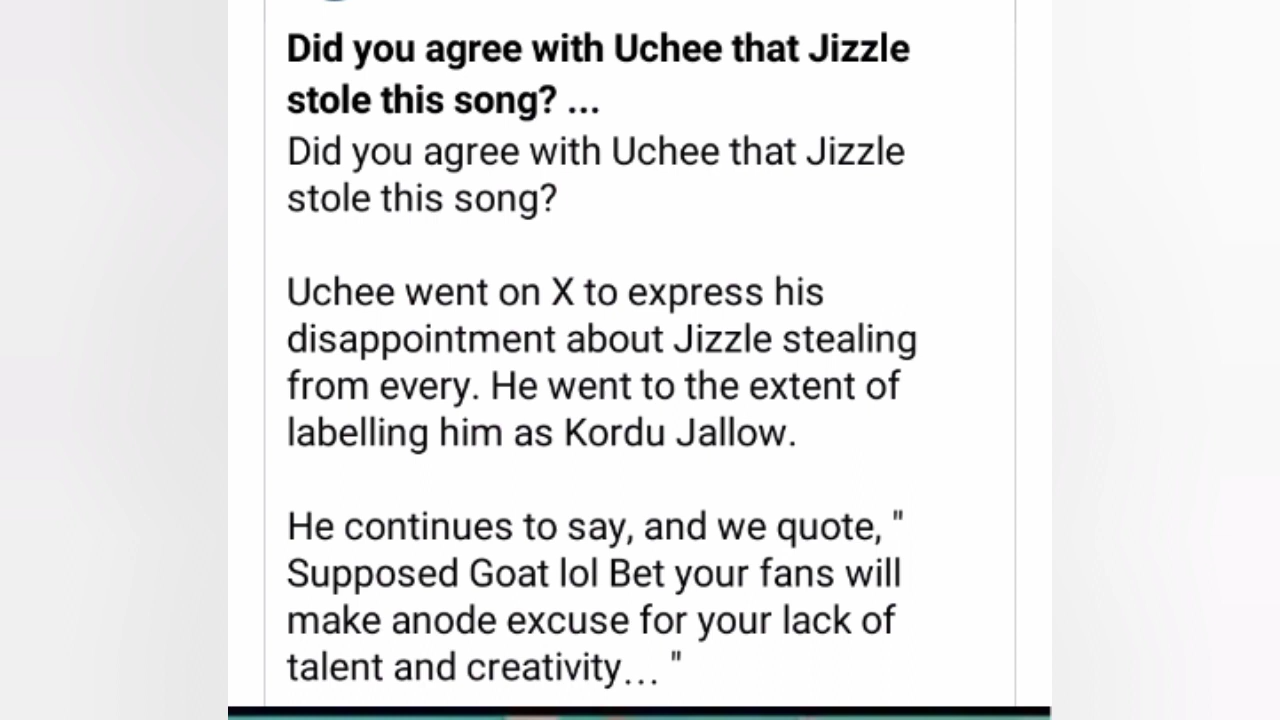 Did you agree with Uchee that Jizzle
stole this song? ...
Did you agree with Uchee that Jizzle
stole this song?
Uchee went on X to express his
disappointment about Jizzle stealing
from every. He went to the extent of
labelling him as Kordu Jallow.
He continues to say, and we quote, "
Supposed Goat lol Bet your fans will
make anode excuse for your lack of
talent and creativity... "